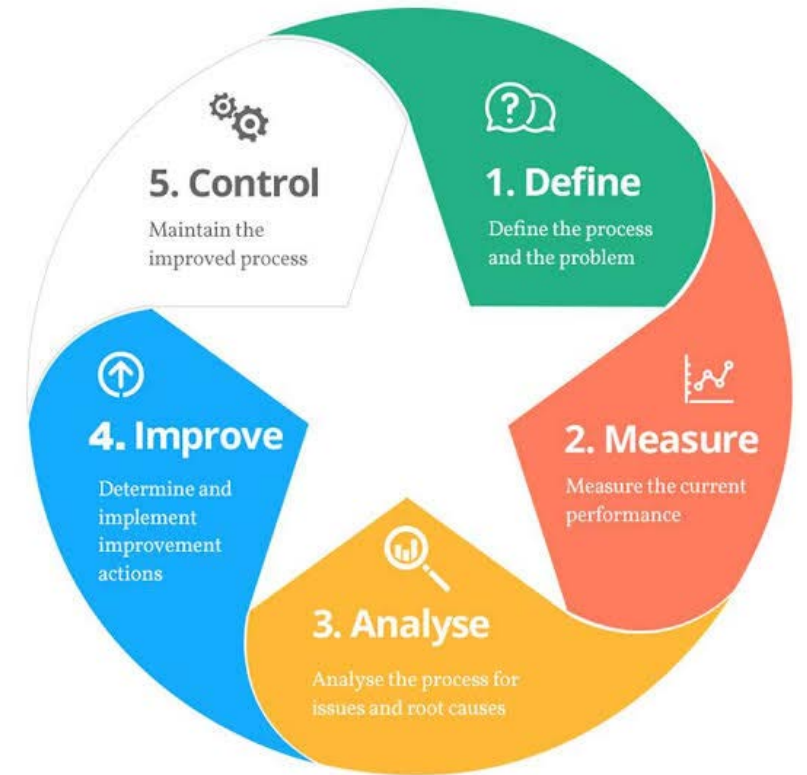 1. Define
Define the process
and the problem
2. Measure
Measure the current
performance
3. Analyse
Analyse the process for
issues and root causes
4. Improve
Determine and
implement
improvement
actions
5. Control
Maintain the
improved process